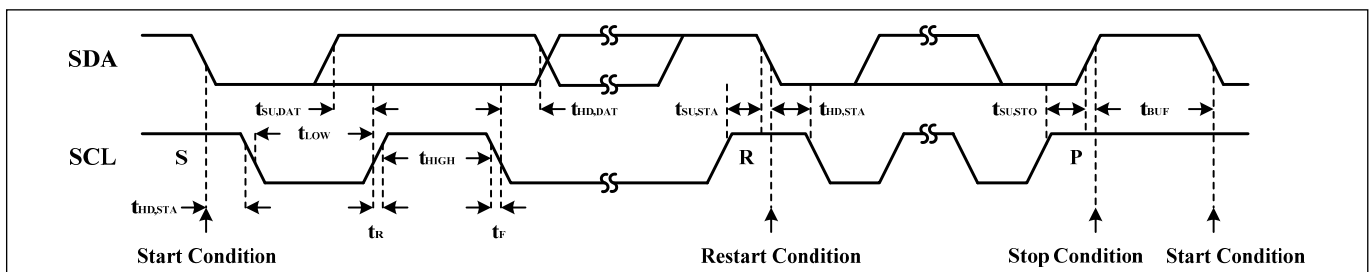 SDA
tSU,DAT
tHD,DAT
tSU,STA
tHD,STA
tSU,STO
tBUF
tLOW
SCL
S
tHIGH
R
P
tHD,STA
tR
tF
Start Condition
Restart Condition
Stop Condition
Start Condition